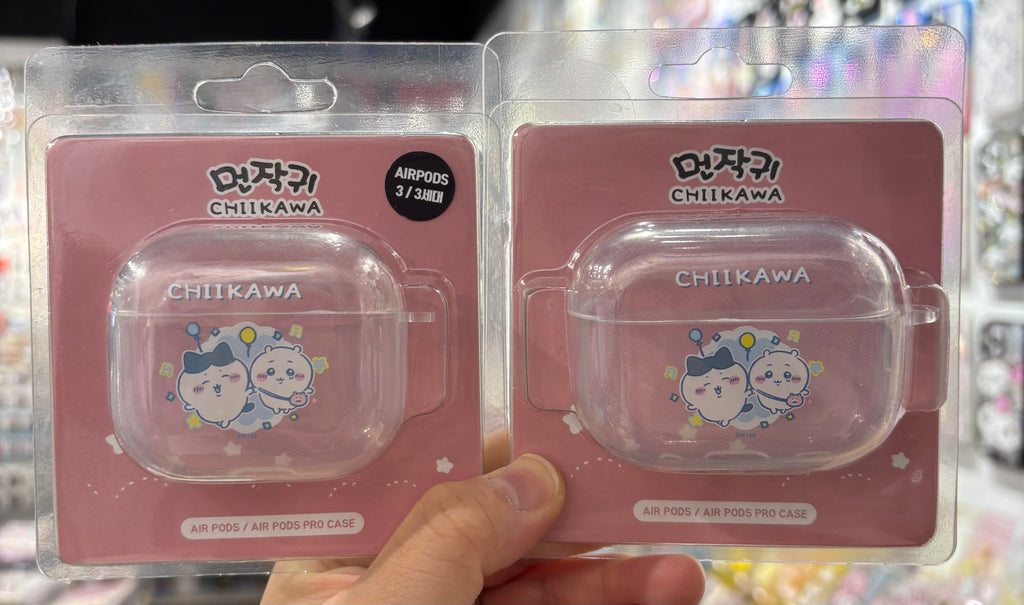 먼작귀
CHIIKAWA
AIRPODS
3 / 3세대
CHIIKAWA
AIR PODS / AIR PODS PRO CASE
먼작귀
CHIIKAWA
CHIIKAWA
AIR PODS / AIR PODS PRO CASE